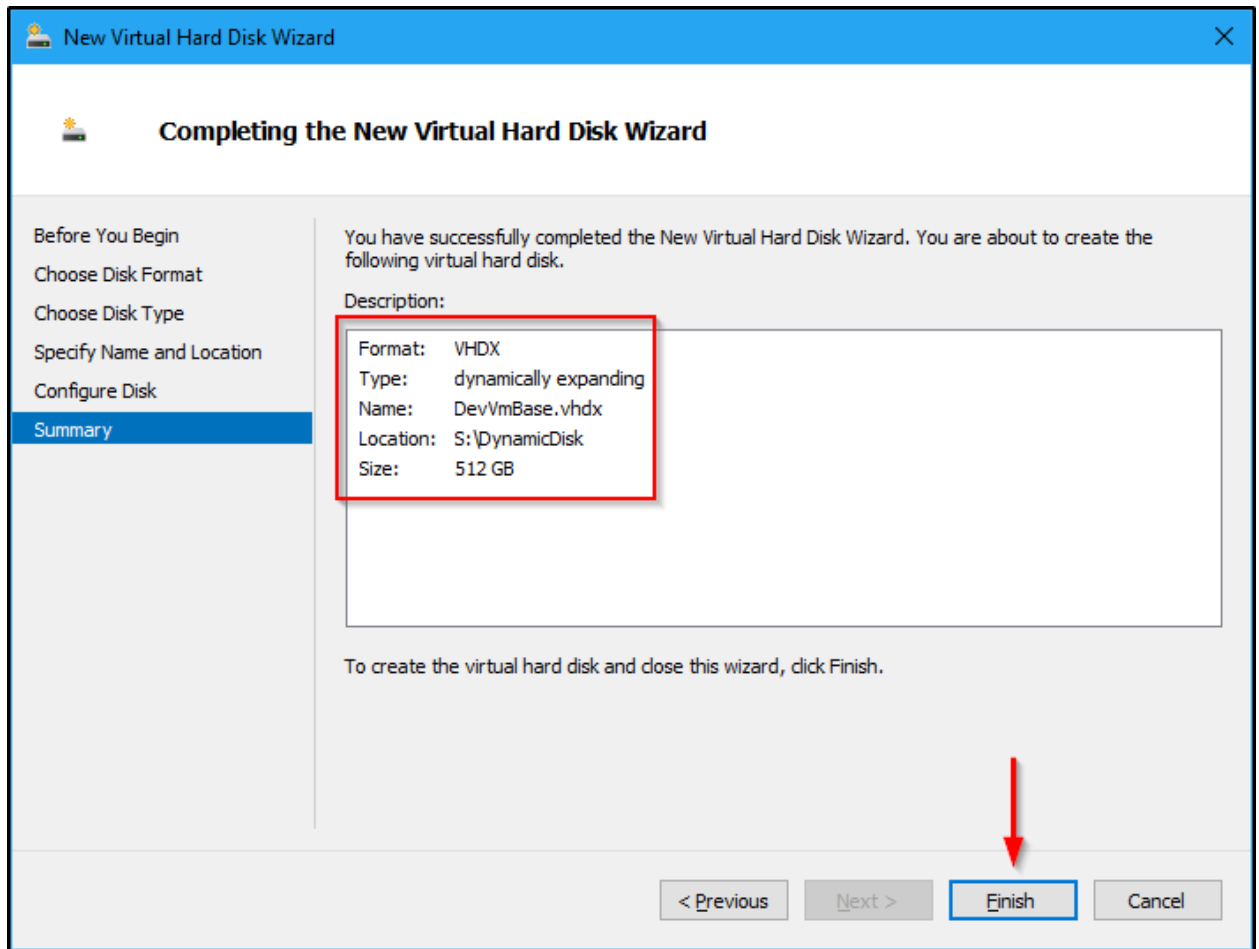 New Virtual Hard Disk Wizard
Completing the New Virtual Hard Disk Wizard
Before You Begin
Choose Disk Format
Choose Disk Type
Specify Name and Location
Configure Disk
Summary
You have successfully completed the New Virtual Hard Disk Wizard. You are about to create the
following virtual hard disk.
Description:
Format: VHDX
Type: dynamically expanding
Name: DevVmBase.vhdx
Location: S:\DynamicDisk
Size: 512 GB
To create the virtual hard disk and close this wizard, click Finish.
< Previous Next > Finish Cancel